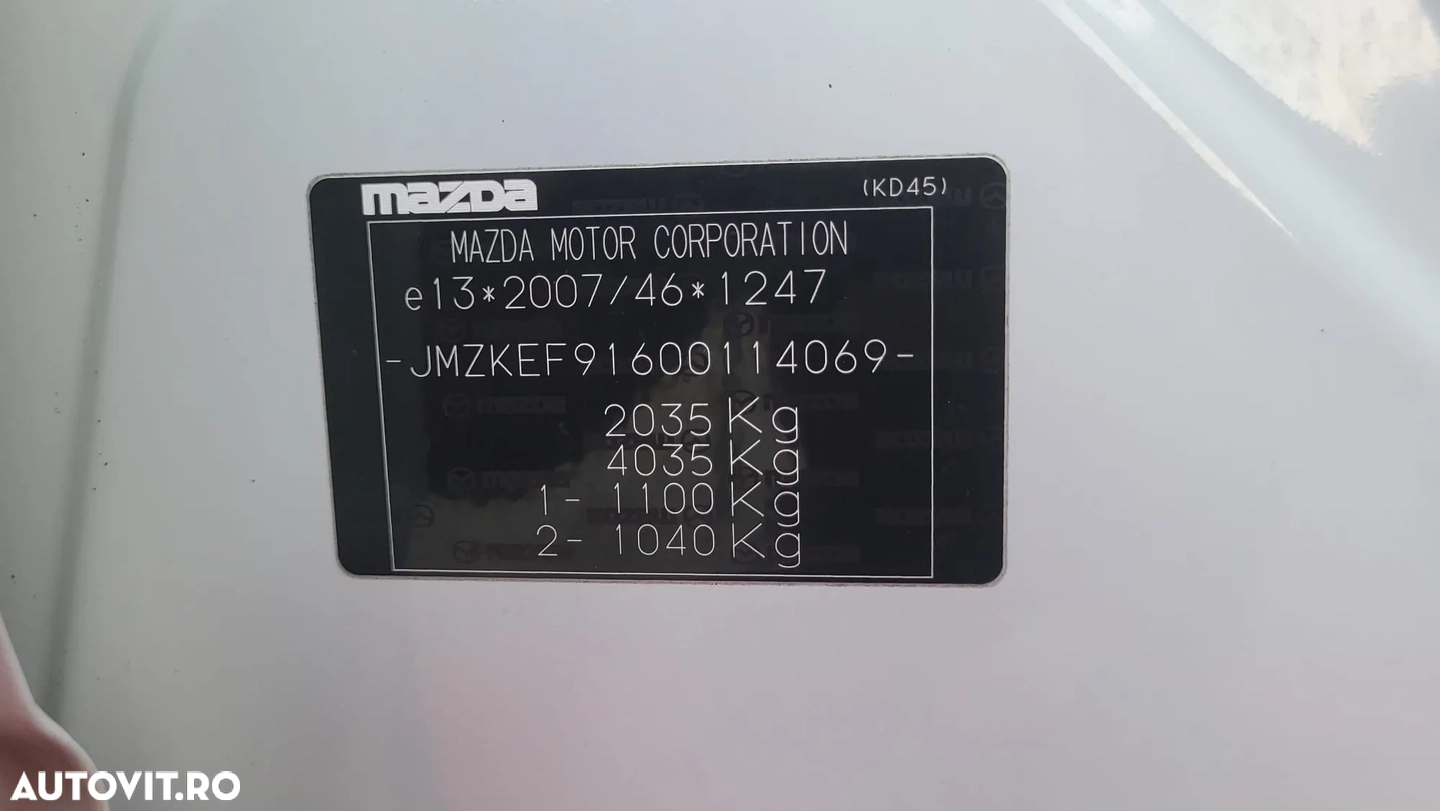 mazda
(KD45)
MAZDA MOTOR CORPORATION
e13*2007/46*1247
-JMZKEF91600114069-
2035 Kg
4035 Kg
1- 1100 Kg
2- 1040 Kg
AUTOVIT.RO